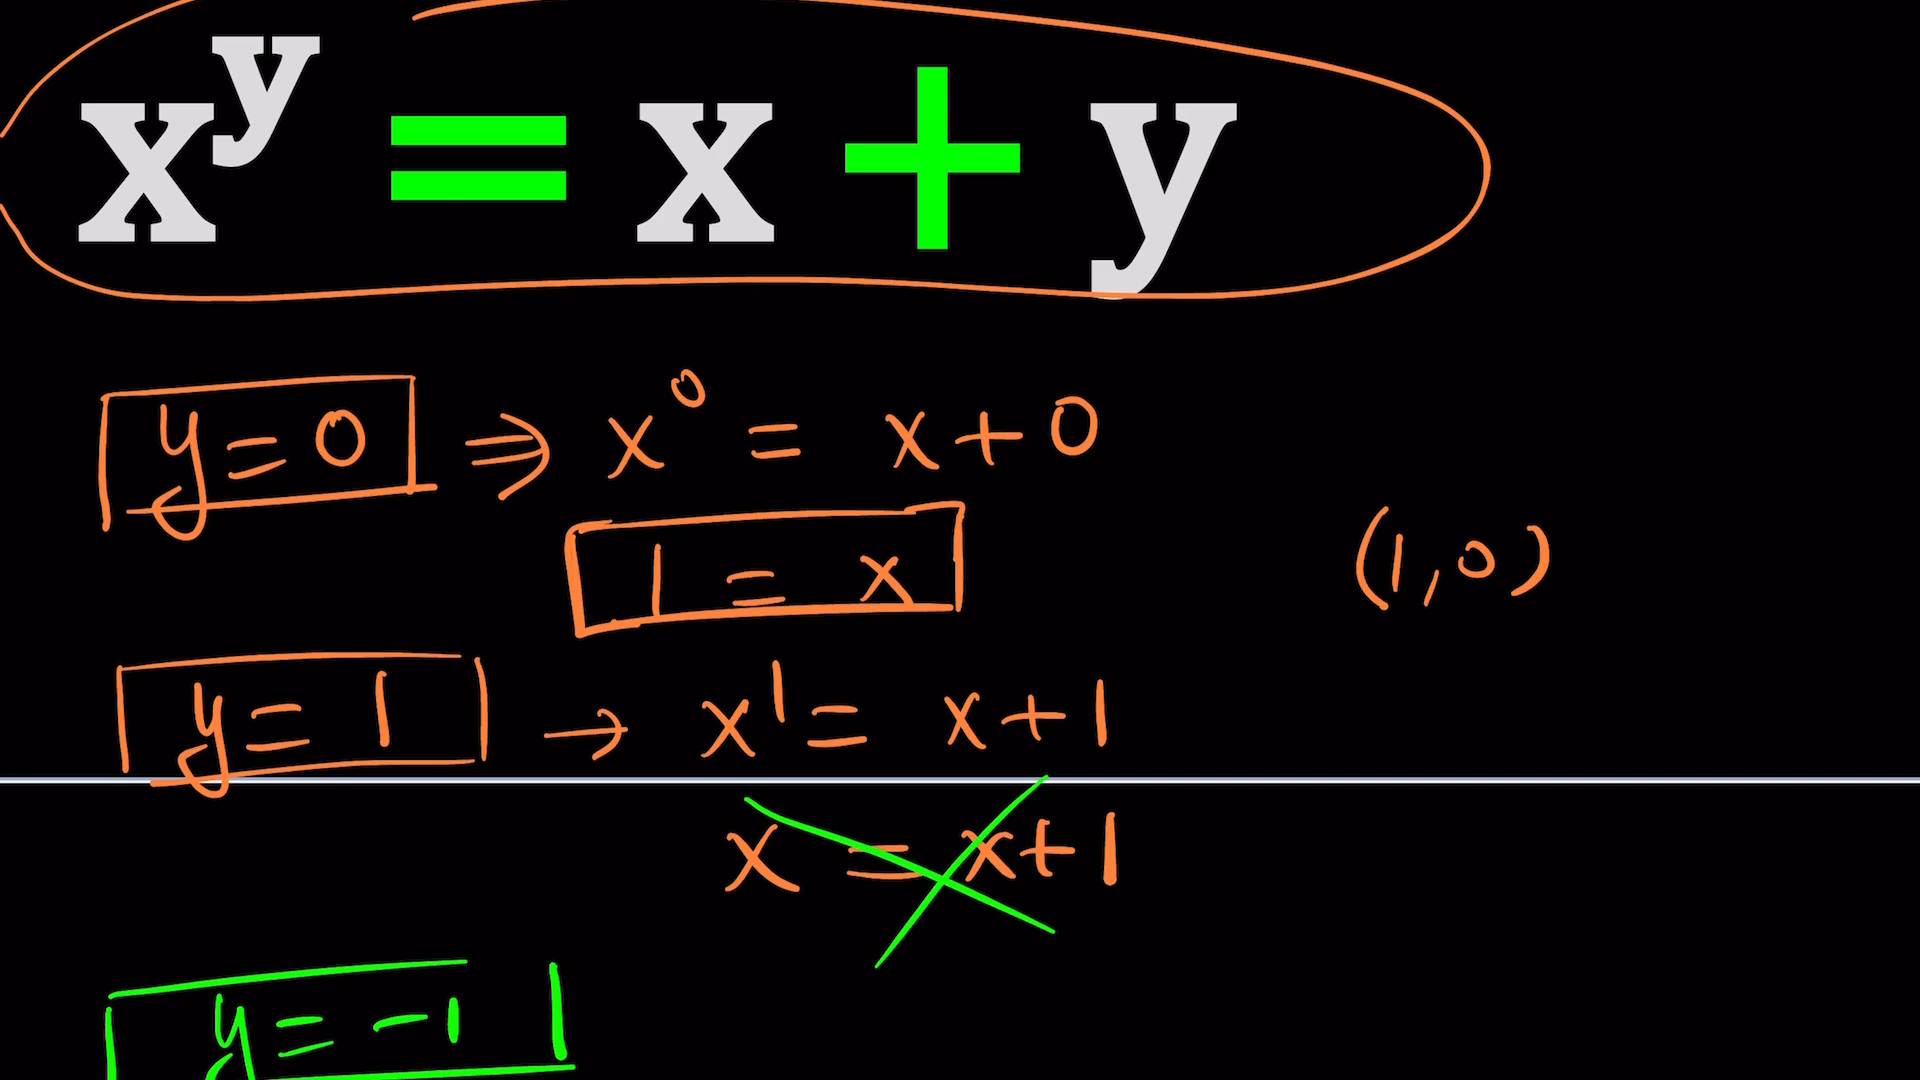 x^y = x + y
y = 0 ⇒ x^0 = x + 0
1 = x
(1, 0)
y = 1 → x^1 = x + 1
x = x + 1
y = -1